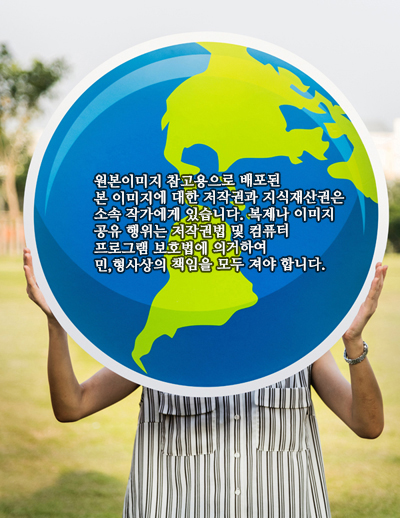 원본이미지 참고용으로 배포된
본 이미지에 대한 저작권과 지식재산권은
소속 작가에게 있습니다. 복제나 이미지
공유 행위는 저작권법 및 컴퓨터
프로그램 보호법에 의거하여
민,형사상의 책임을 모두 져야 합니다.